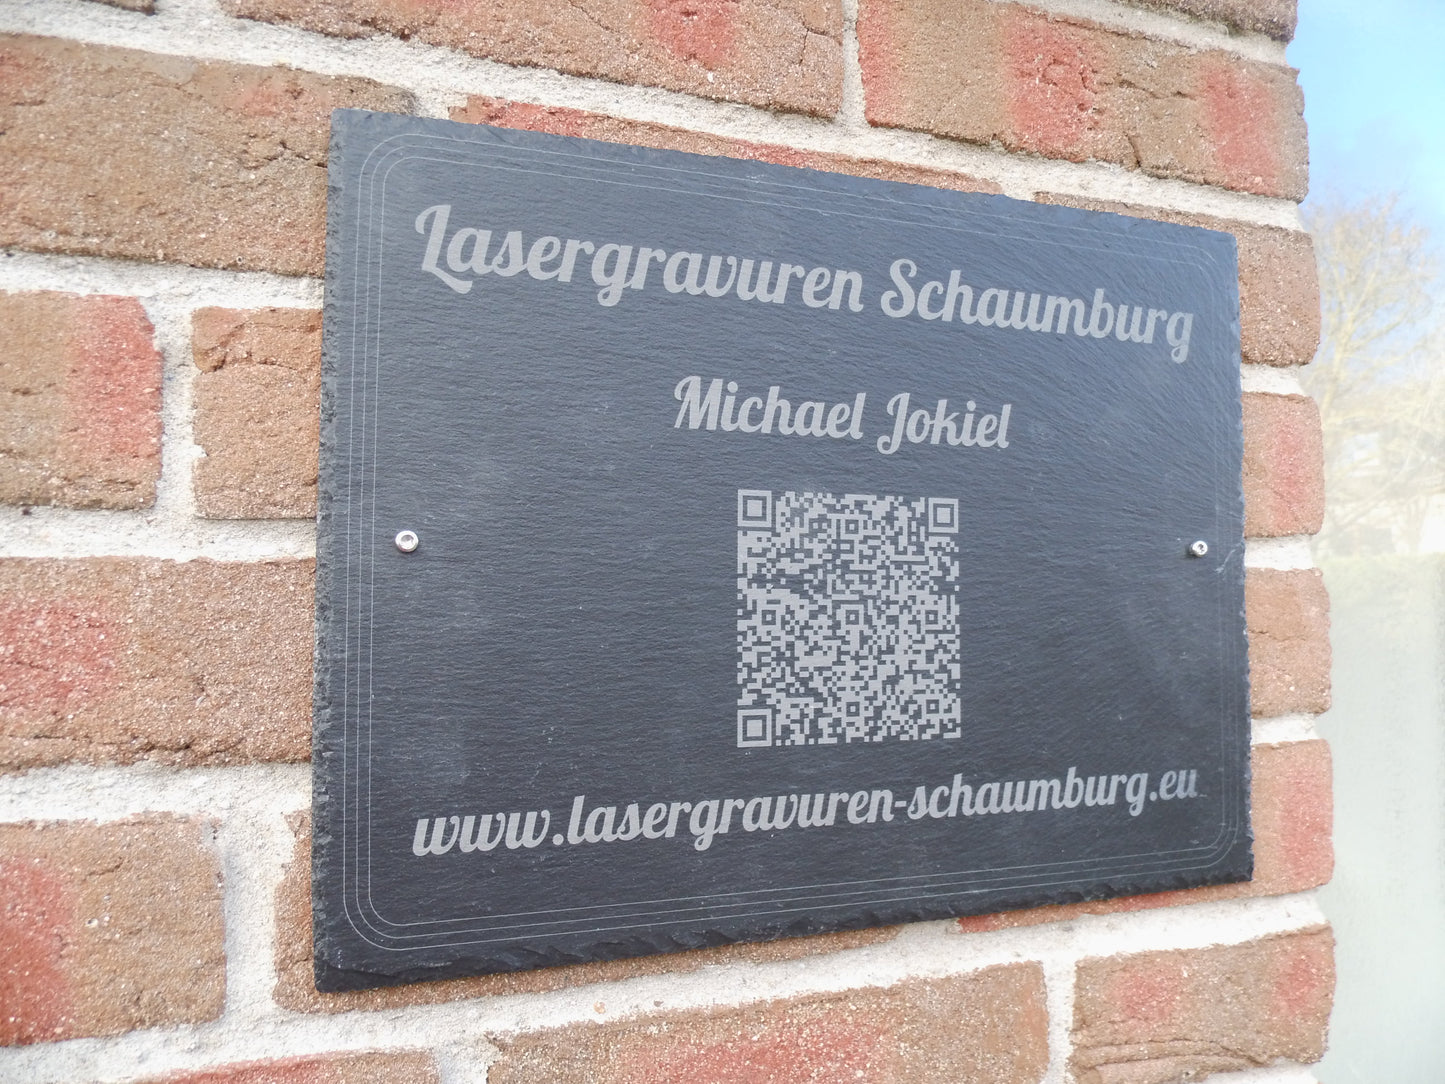 Lasergravuren Schaumburg
Michael Jokiel
www.lasergravuren-schaumburg.eu